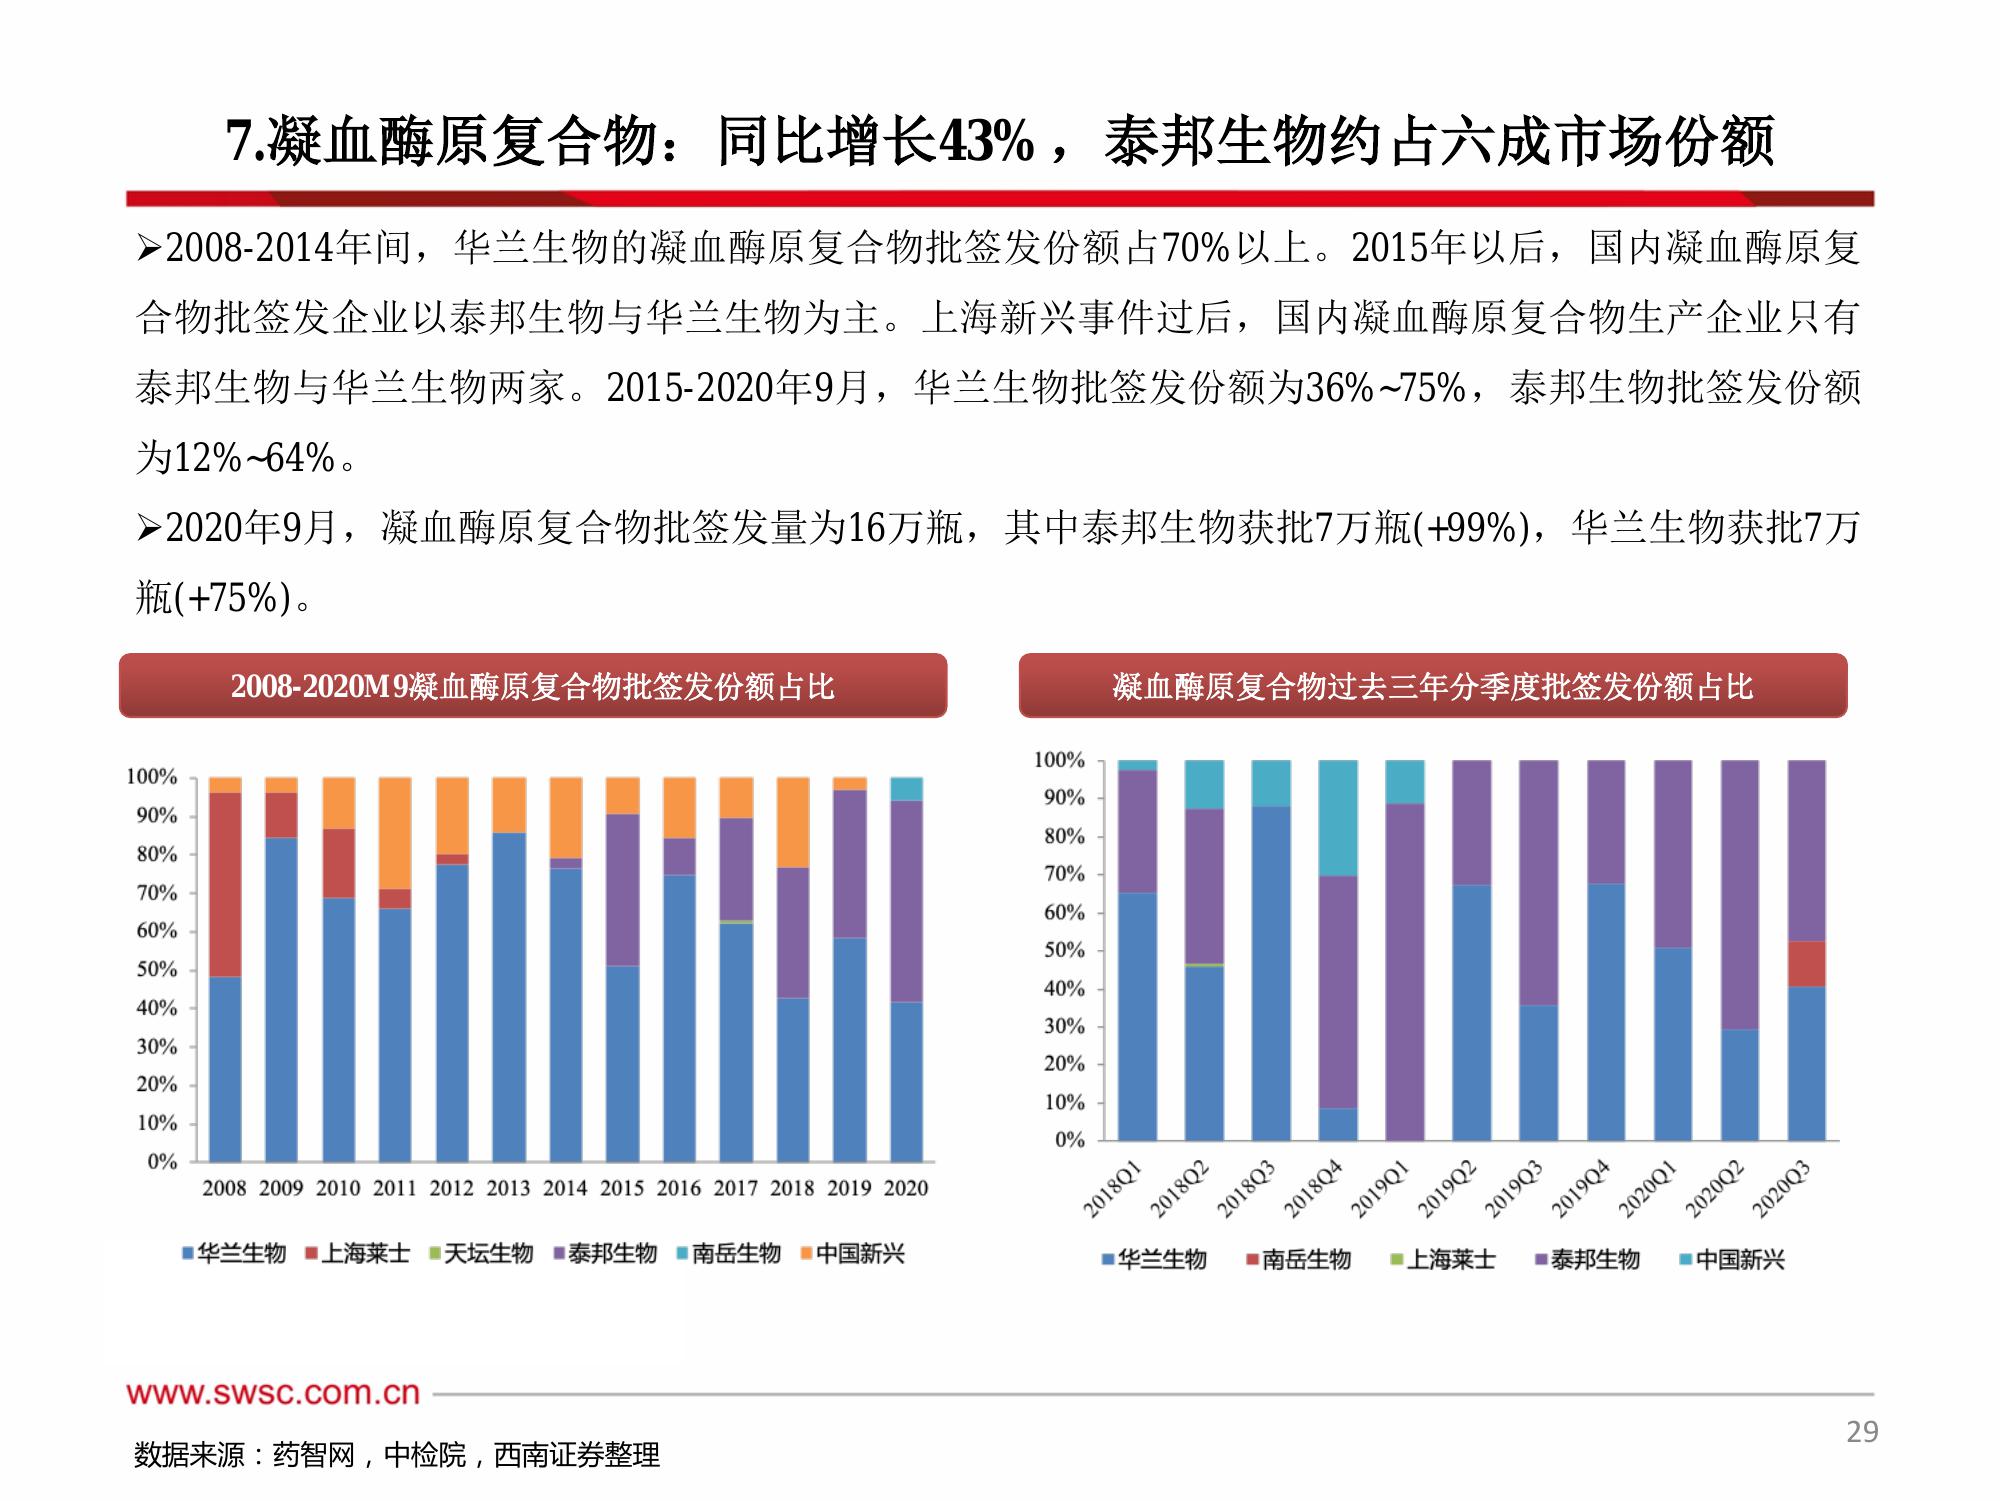 7.凝血酶原复合物：同比增长43%，泰邦生物约占六成市场份额
➢2008-2014年间，华兰生物的凝血酶原复合物批签发份额占70%以上。2015年以后，国内凝血酶原复
合物批签发企业以泰邦生物与华兰生物为主。上海新兴事件过后，国内凝血酶原复合物生产企业只有
泰邦生物与华兰生物两家。2015-2020年9月，华兰生物批签发份额为36%~75%，泰邦生物批签发份额
为12%~64%。
➢2020年9月，凝血酶原复合物批签发量为16万瓶，其中泰邦生物获批7万瓶(+99%)，华兰生物获批7万
瓶(+75%)。
2008-2020M9凝血酶原复合物批签发份额占比
100%
90%
80%
70%
60%
50%
40%
30%
20%
10%
0%
2008 2009 2010 2011 2012 2013 2014 2015 2016 2017 2018 2019 2020
华兰生物 上海莱士 天坛生物 泰邦生物 南岳生物 中国新兴
凝血酶原复合物过去三年分季度批签发份额占比
100%
90%
80%
70%
60%
50%
40%
30%
20%
10%
0%
2018Q1 2018Q2 2018Q3 2018Q4 2019Q1 2019Q2 2019Q3 2019Q4 2020Q1 2020Q2 2020Q3
华兰生物 南岳生物 上海莱士 泰邦生物 中国新兴
www.swsc.com.cn
29
数据来源：药智网，中检院，西南证券整理